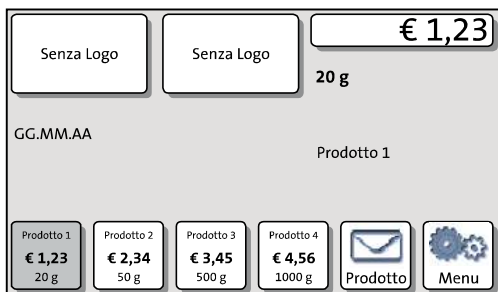 Senza Logo
Senza Logo
€ 1,23
20 g
GG.MM.AA
Prodotto 1
Prodotto 1
€ 1,23
20 g
Prodotto 2
€ 2,34
50 g
Prodotto 3
€ 3,45
500 g
Prodotto 4
€ 4,56
1000 g
Prodotto
Menu